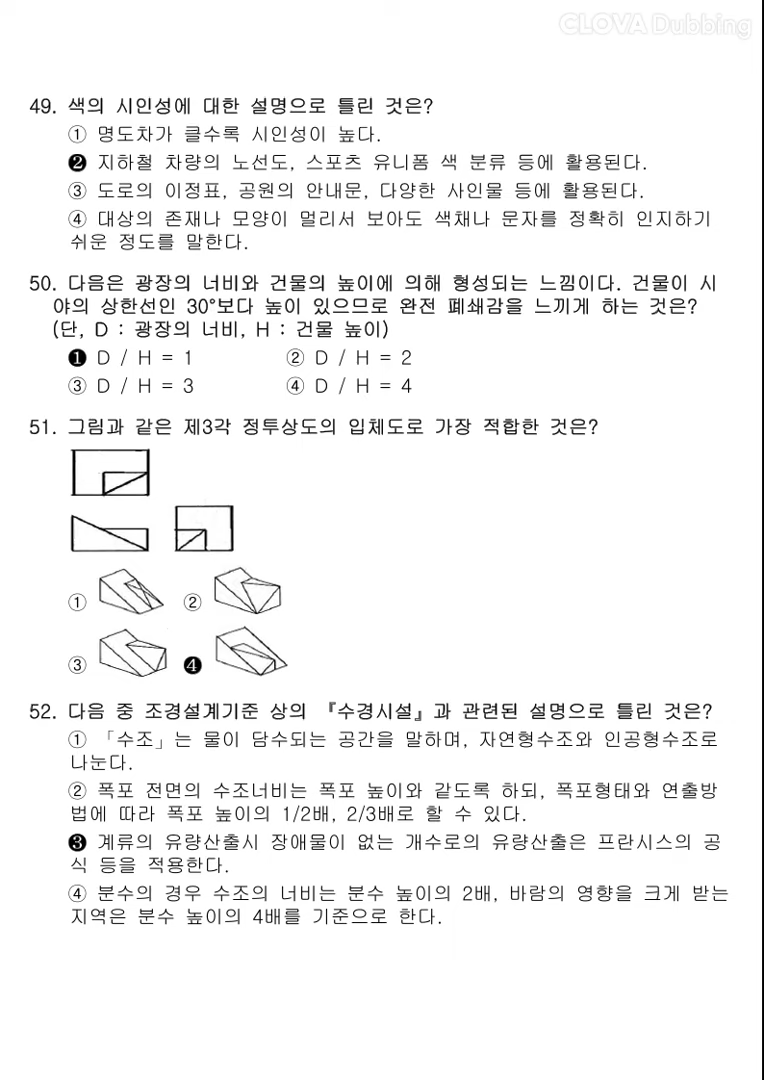 CLOVA Dubbing
49. 색의 시인성에 대한 설명으로 틀린 것은?
① 명도차가 클수록 시인성이 높다.
❷ 지하철 차량의 노선도, 스포츠 유니폼 색 분류 등에 활용된다.
③ 도로의 이정표, 공원의 안내문, 다양한 사인물 등에 활용된다.
④ 대상의 존재나 모양이 멀리서 보아도 색채나 문자를 정확히 인지하기
쉬운 정도를 말한다.
50. 다음은 광장의 너비와 건물의 높이에 의해 형성되는 느낌이다. 건물이 시
야의 상한선인 30°보다 높이 있으므로 완전 폐쇄감을 느끼게 하는 것은?
(단, D : 광장의 너비, H : 건물 높이)
❶ D / H = 1 ② D / H = 2
③ D / H = 3 ④ D / H = 4
51. 그림과 같은 제3각 정투상도의 입체도로 가장 적합한 것은?
① ②
③ ❹
52. 다음 중 조경설계기준 상의 『수경시설』과 관련된 설명으로 틀린 것은?
① 「수조」는 물이 담수되는 공간을 말하며, 자연형수조와 인공형수조로
나눈다.
② 폭포 전면의 수조너비는 폭포 높이와 같도록 하되, 폭포형태와 연출방
법에 따라 폭포 높이의 1/2배, 2/3배로 할 수 있다.
❸ 계류의 유량산출시 장애물이 없는 개수로의 유량산출은 프란시스의 공
식 등을 적용한다.
④ 분수의 경우 수조의 너비는 분수 높이의 2배, 바람의 영향을 크게 받는
지역은 분수 높이의 4배를 기준으로 한다.